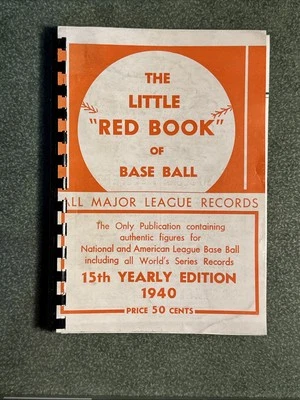 THE
LITTLE
"RED BOOK"
OF
BASE BALL
ALL MAJOR LEAGUE RECORDS
The Only Publication containing
authentic figures for
National and American League Base Ball
including all World's Series Records
15th YEARLY EDITION
1940
PRICE 50 CENTS